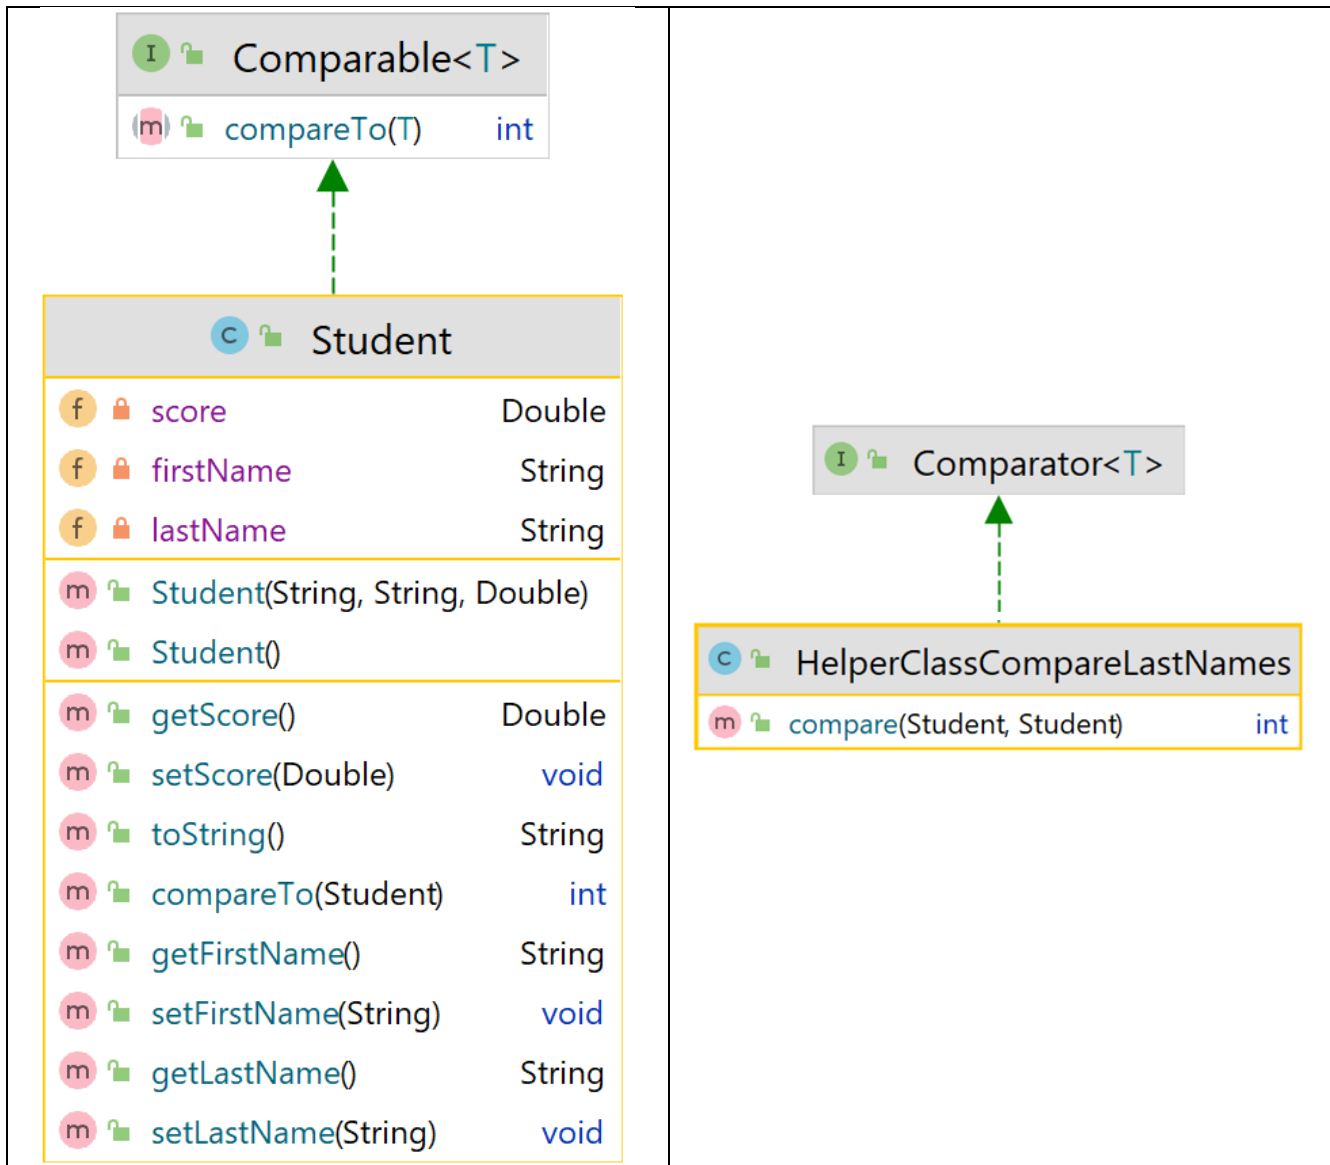 I Comparable<T>
m compareTo(T) int
C Student
f score Double
f firstName String
f lastName String
m Student(String, String, Double)
m Student()
m getScore() Double
m setScore(Double) void
m toString() String
m compareTo(Student) int
m getFirstName() String
m setFirstName(String) void
m getLastName() String
m setLastName(String) void
I Comparator<T>
C HelperClassCompareLastNames
m compare(Student, Student) int